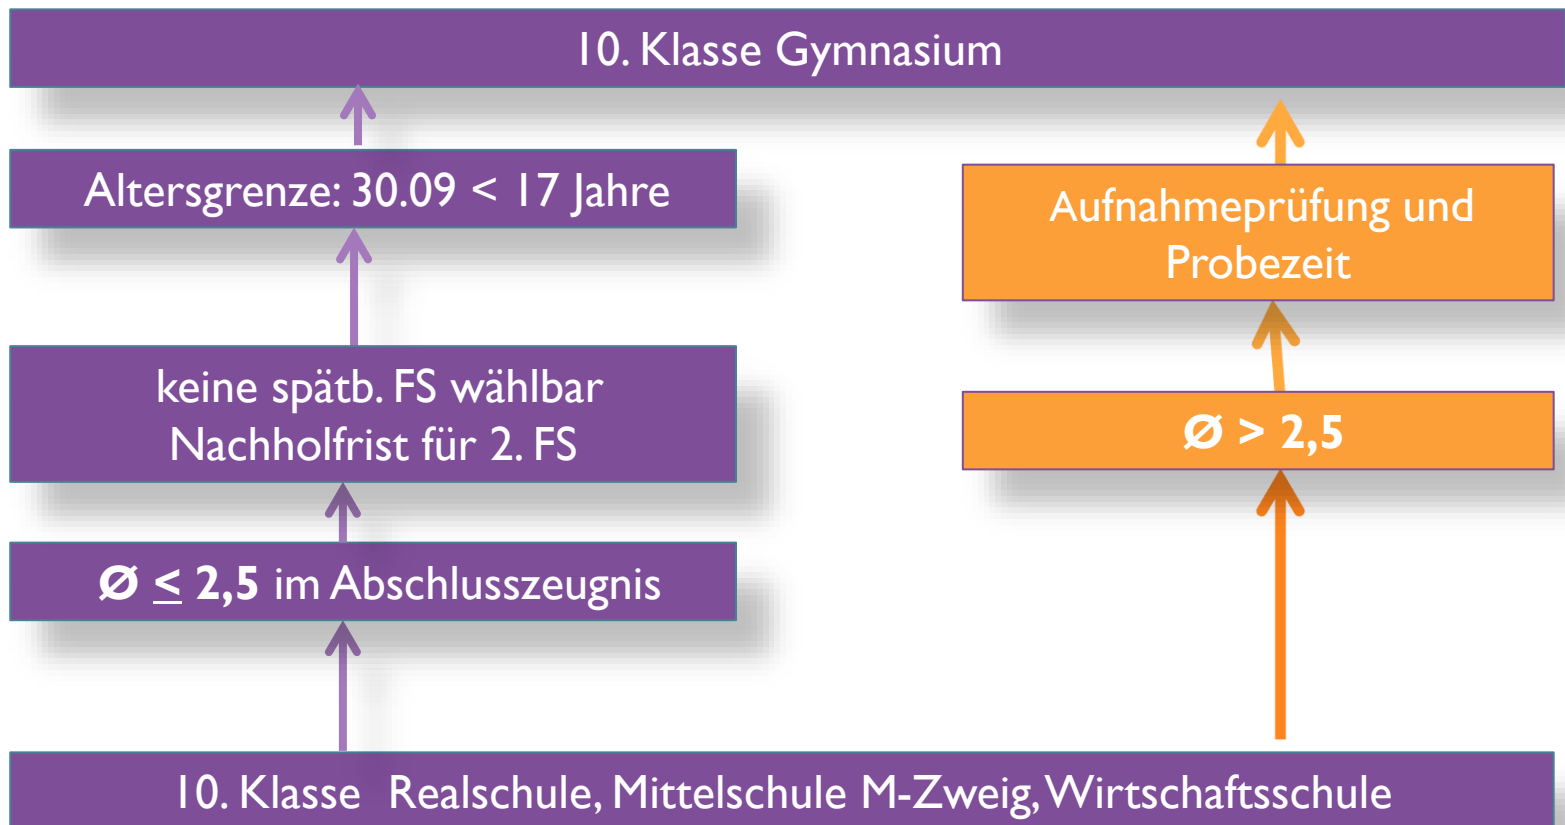 10. Klasse Gymnasium
Altersgrenze: 30.09 < 17 Jahre
Aufnahmeprüfung und
Probezeit
keine spätb. FS wählbar
Nachholfrist für 2. FS
Ø > 2,5
Ø ≤ 2,5 im Abschlusszeugnis
10. Klasse Realschule, Mittelschule M-Zweig, Wirtschaftsschule